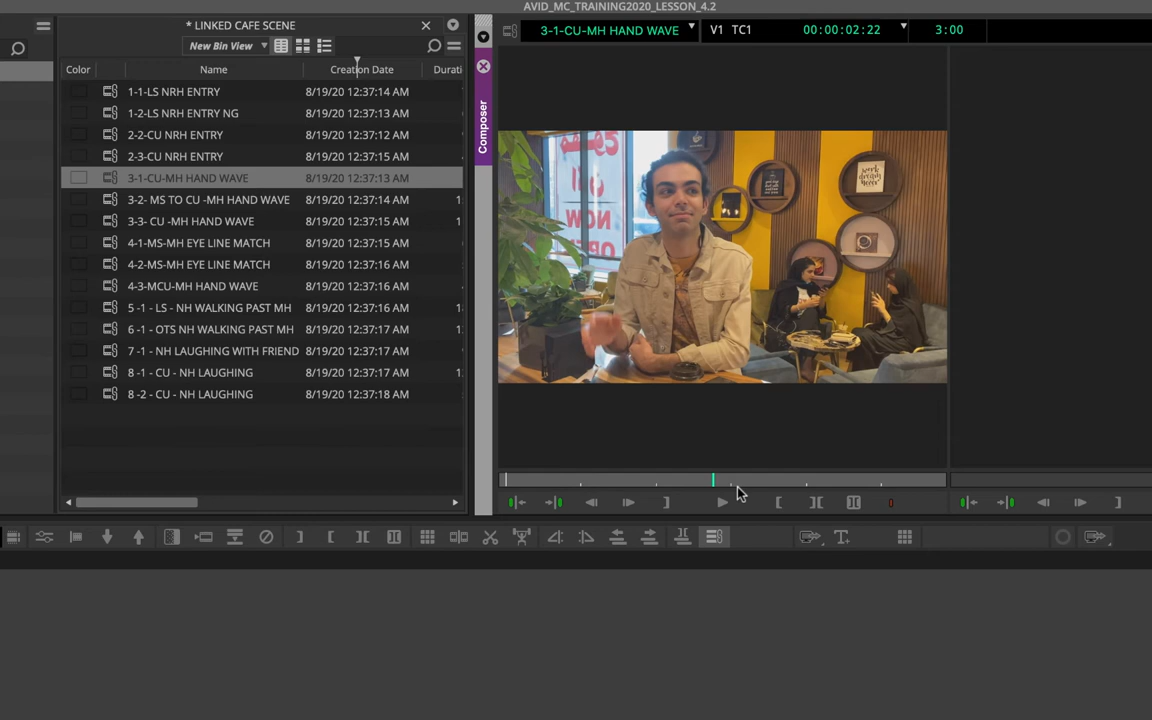 AVID_MC_TRAINING2020_LESSON_4.2
* LINKED CAFE SCENE
New Bin View
Color Name Creation Date Durati
1-1-LS NRH ENTRY 8/19/20 12:37:14 AM
1-2-LS NRH ENTRY NG 8/19/20 12:37:13 AM
2-2-CU NRH ENTRY 8/19/20 12:37:12 AM
2-3-CU NRH ENTRY 8/19/20 12:37:15 AM
3-1-CU-MH HAND WAVE 8/19/20 12:37:13 AM
3-2- MS TO CU -MH HAND WAVE 8/19/20 12:37:14 AM 1
3-3- CU -MH HAND WAVE 8/19/20 12:37:15 AM 1
4-1-MS-MH EYE LINE MATCH 8/19/20 12:37:15 AM
4-2-MS-MH EYE LINE MATCH 8/19/20 12:37:16 AM
4-3-MCU-MH HAND WAVE 8/19/20 12:37:16 AM
5 -1 - LS - NH WALKING PAST MH 8/19/20 12:37:16 AM 1
6 -1 - OTS NH WALKING PAST MH 8/19/20 12:37:17 AM 1
7 -1 - NH LAUGHING WITH FRIEND 8/19/20 12:37:17 AM
8 -1 - CU - NH LAUGHING 8/19/20 12:37:17 AM 1
8 -2 - CU - NH LAUGHING 8/19/20 12:37:18 AM
Composer
3-1-CU-MH HAND WAVE V1 TC1 00:00:02:22 3:00
NOW
work
dream